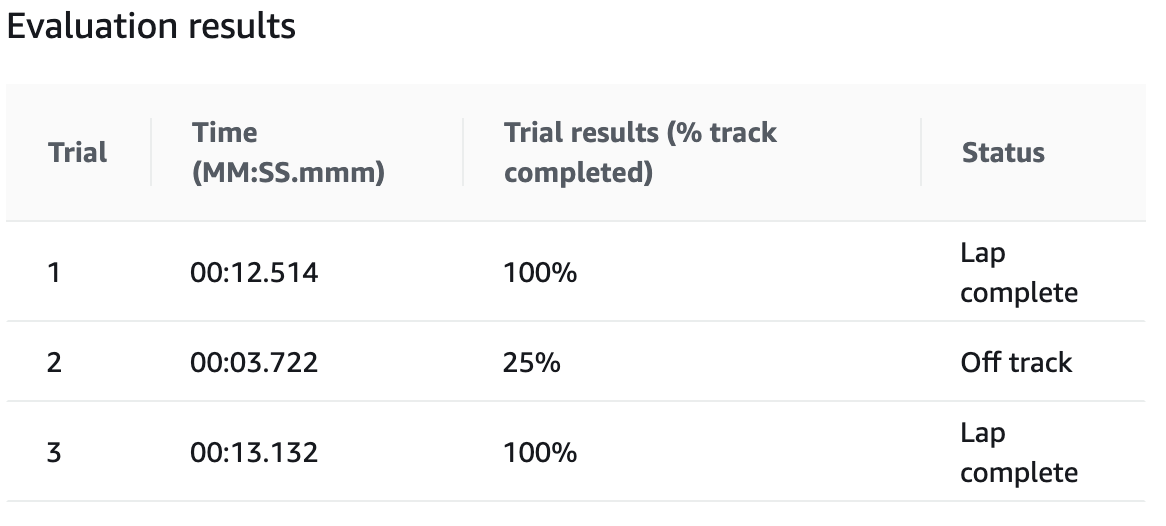 Evaluation results
Trial
Time
(MM:SS.mmm)
Trial results (% track
completed)
Status
1
00:12.514
100%
Lap
complete
2
00:03.722
25%
Off track
3
00:13.132
100%
Lap
complete